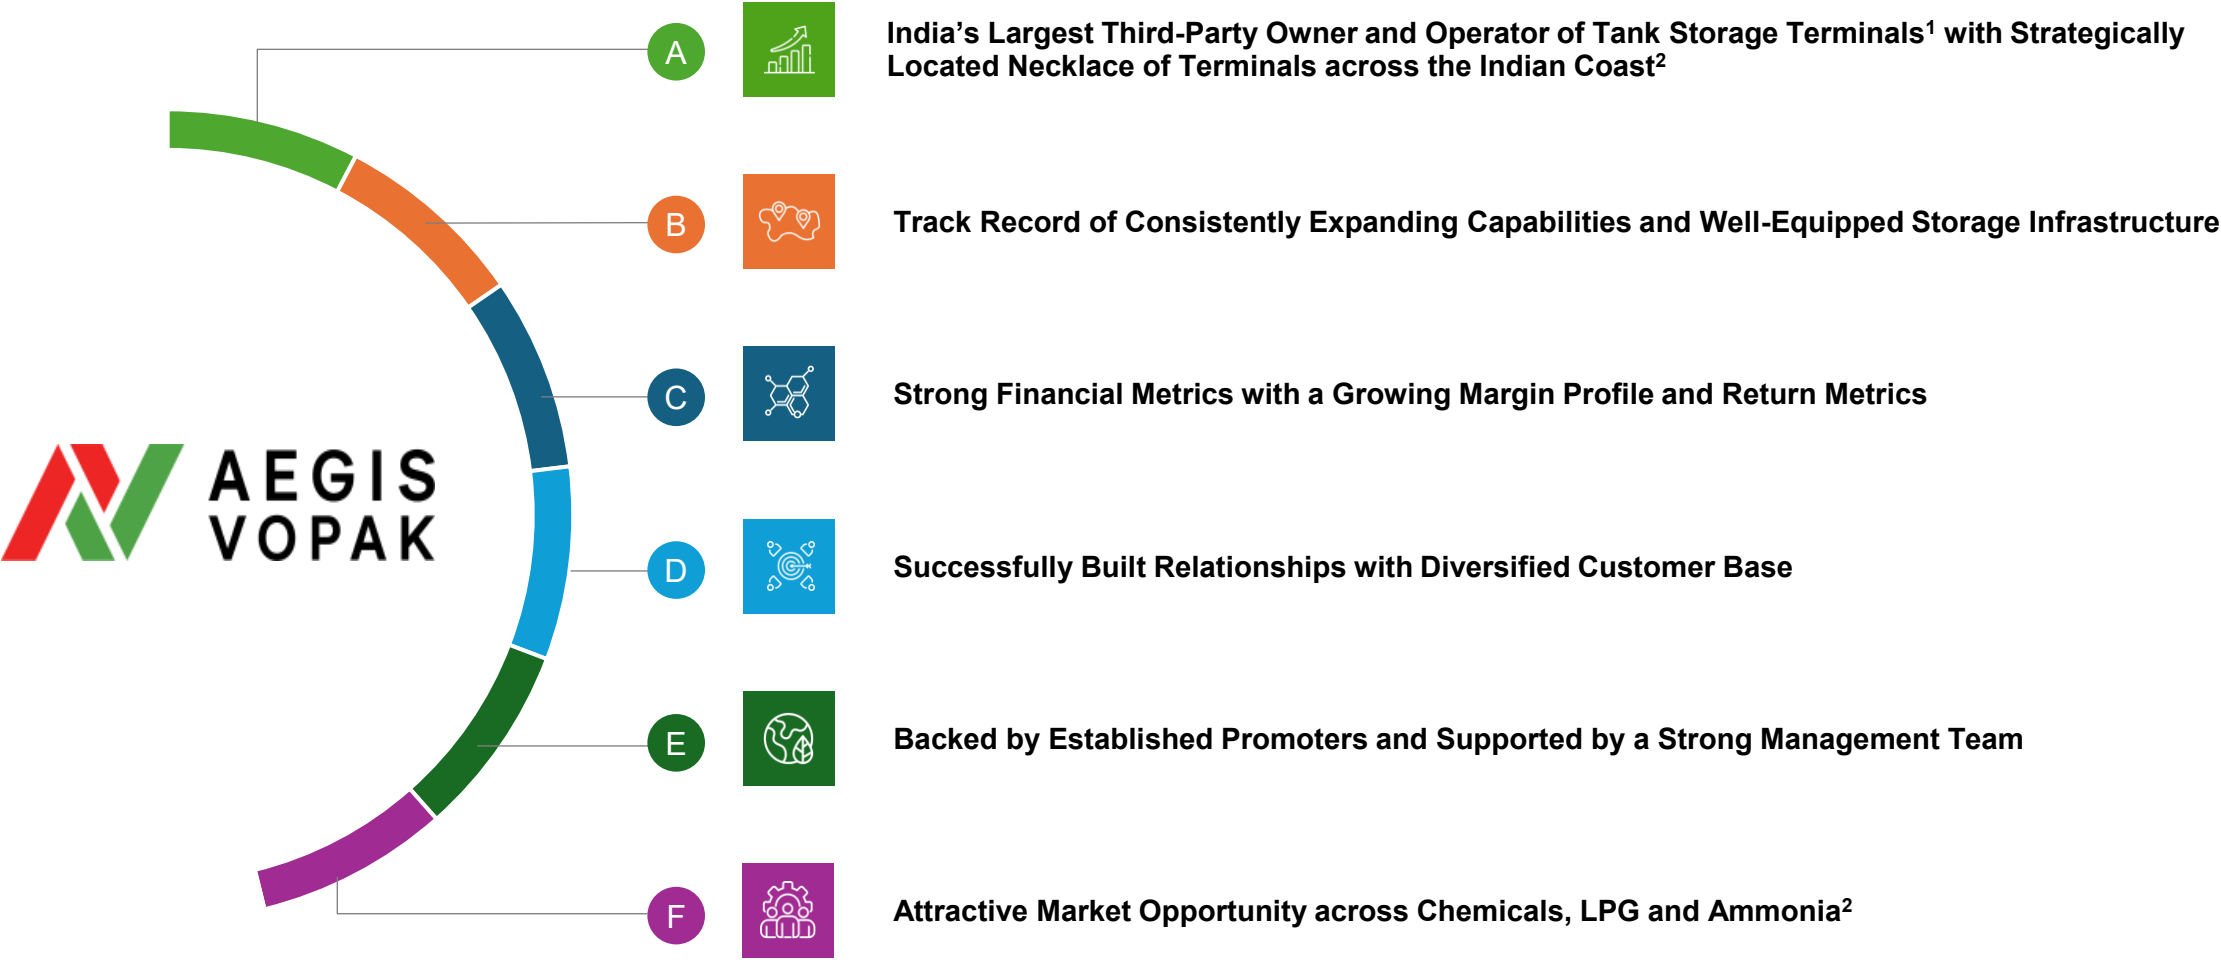 A
India’s Largest Third-Party Owner and Operator of Tank Storage Terminals¹ with Strategically
Located Necklace of Terminals across the Indian Coast²
B
Track Record of Consistently Expanding Capabilities and Well-Equipped Storage Infrastructure
C
Strong Financial Metrics with a Growing Margin Profile and Return Metrics
AEGIS
VOPAK
D
Successfully Built Relationships with Diversified Customer Base
E
Backed by Established Promoters and Supported by a Strong Management Team
F
Attractive Market Opportunity across Chemicals, LPG and Ammonia²